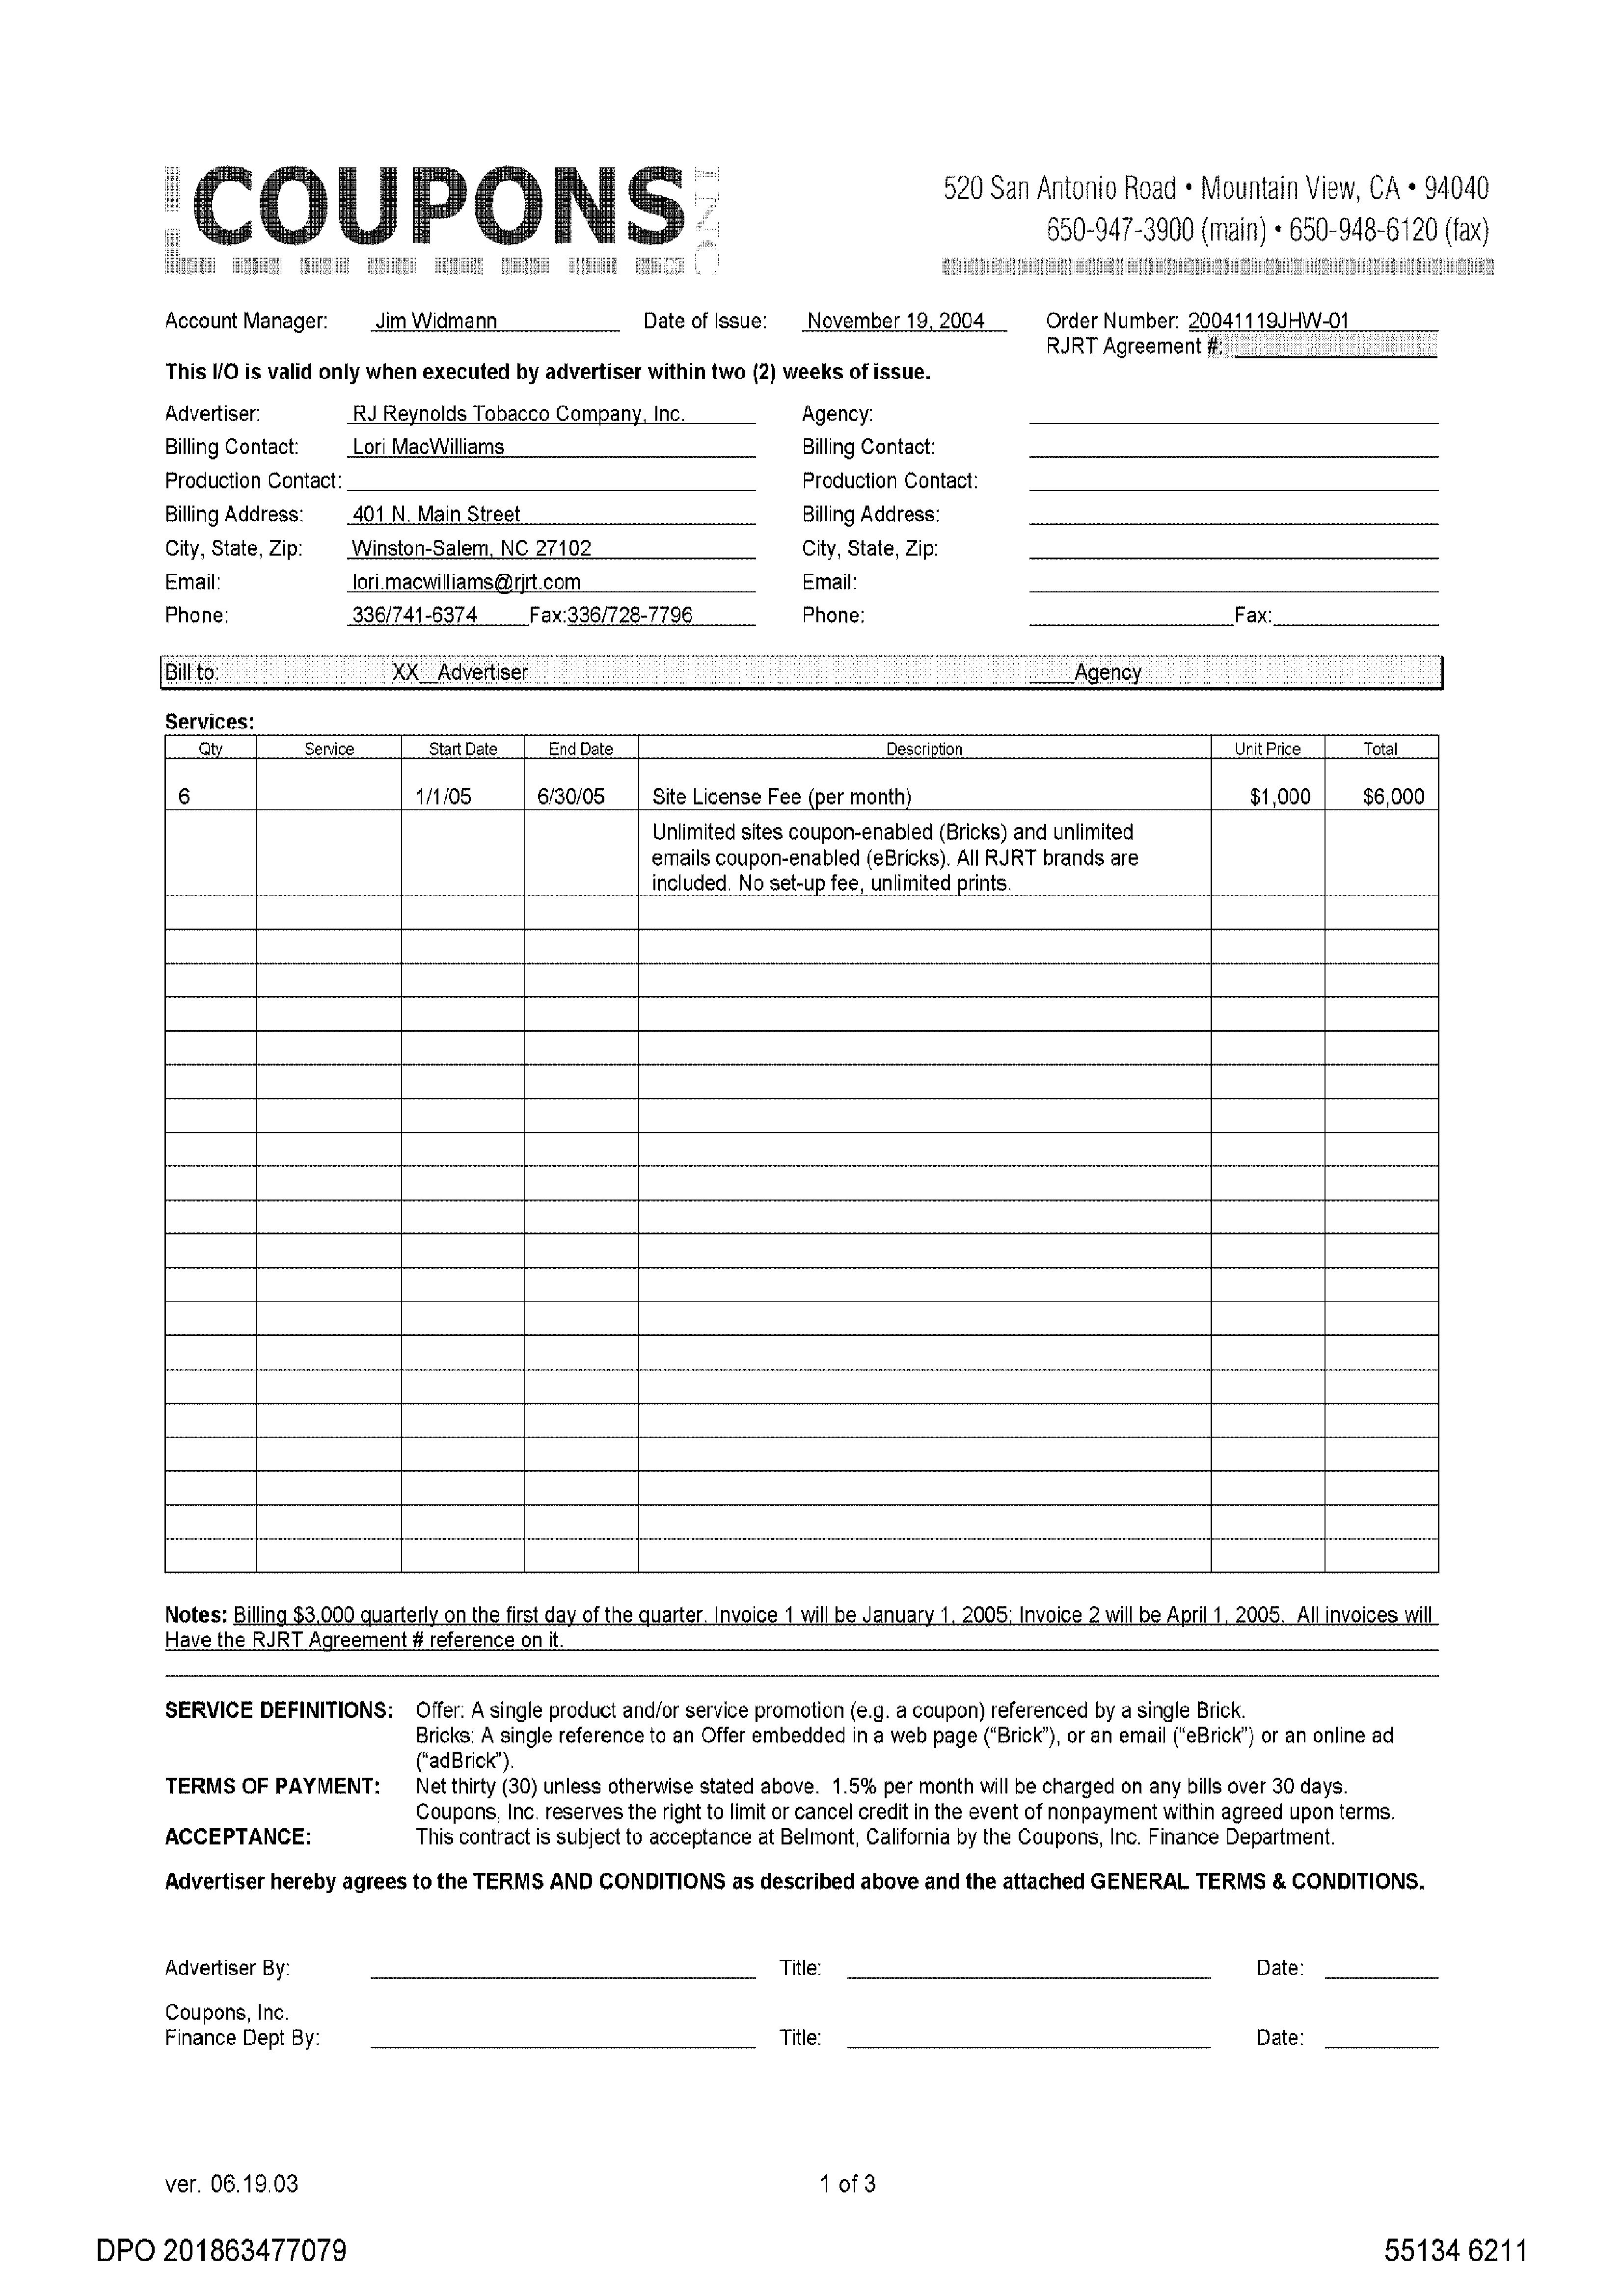 COUPONS INC
520 San Antonio Road • Mountain View, CA • 94040
650-947-3900 (main) • 650-948-6120 (fax)
Account Manager: Jim Widmann Date of Issue: November 19, 2004 Order Number: 20041119JHW-01
RJRT Agreement #:
This I/O is valid only when executed by advertiser within two (2) weeks of issue.
Advertiser: RJ Reynolds Tobacco Company, Inc. Agency:
Billing Contact: Lori MacWilliams Billing Contact:
Production Contact: Production Contact:
Billing Address: 401 N. Main Street Billing Address:
City, State, Zip: Winston-Salem, NC 27102 City, State, Zip:
Email: lori.macwilliams@rjrt.com Email:
Phone: 336/741-6374 Fax:336/728-7796 Phone: Fax:
Bill to: XX Advertiser Agency
Services:
Qty Service Start Date End Date Description Unit Price Total
6 1/1/05 6/30/05 Site License Fee (per month) $1,000 $6,000
Unlimited sites coupon-enabled (Bricks) and unlimited
emails coupon-enabled (eBricks). All RJRT brands are
included. No set-up fee, unlimited prints.
Notes: Billing $3,000 quarterly on the first day of the quarter. Invoice 1 will be January 1, 2005; Invoice 2 will be April 1, 2005. All invoices will
Have the RJRT Agreement # reference on it.
SERVICE DEFINITIONS: Offer: A single product and/or service promotion (e.g. a coupon) referenced by a single Brick.
Bricks: A single reference to an Offer embedded in a web page (“Brick”), or an email (“eBrick”) or an online ad
(“adBrick”).
TERMS OF PAYMENT: Net thirty (30) unless otherwise stated above. 1.5% per month will be charged on any bills over 30 days.
Coupons, Inc. reserves the right to limit or cancel credit in the event of nonpayment within agreed upon terms.
ACCEPTANCE: This contract is subject to acceptance at Belmont, California by the Coupons, Inc. Finance Department.
Advertiser hereby agrees to the TERMS AND CONDITIONS as described above and the attached GENERAL TERMS & CONDITIONS.
Advertiser By: Title: Date:
Coupons, Inc.
Finance Dept By: Title: Date:
ver. 06.19.03 1 of 3
DPO 201863477079 55134 6211